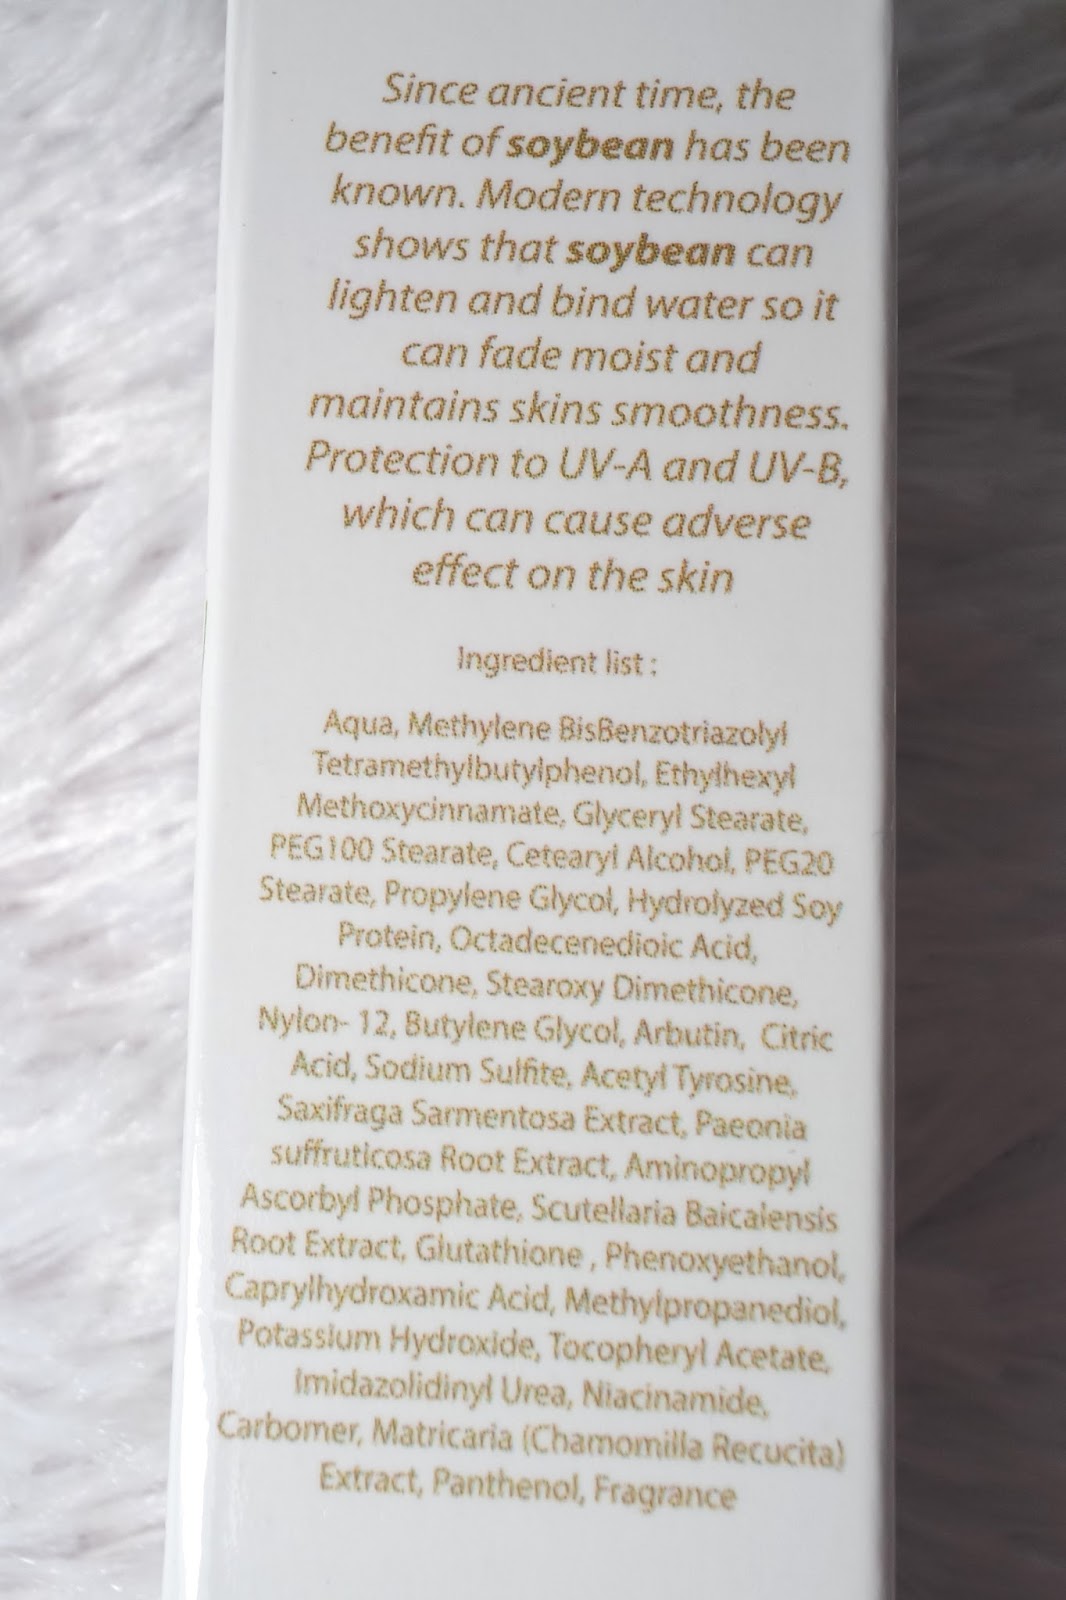 Since ancient time, the
benefit of soybean has been
known. Modern technology
shows that soybean can
lighten and bind water so it
can fade moist and
maintains skins smoothness.
Protection to UV-A and UV-B,
which can cause adverse
effect on the skin
Ingredient list :
Aqua, Methylene BisBenzotriazolyl
Tetramethylbutylphenol, Ethylhexyl
Methoxycinnamate, Glyceryl Stearate,
PEG100 Stearate, Cetearyl Alcohol, PEG20
Stearate, Propylene Glycol, Hydrolyzed Soy
Protein, Octadecenedioic Acid,
Dimethicone, Stearoxy Dimethicone,
Nylon- 12, Butylene Glycol, Arbutin, Citric
Acid, Sodium Sulfite, Acetyl Tyrosine,
Saxifraga Sarmentosa Extract, Paeonia
suffruticosa Root Extract, Aminopropyl
Ascorbyl Phosphate, Scutellaria Baicalensis
Root Extract, Glutathione , Phenoxyethanol,
Caprylhydroxamic Acid, Methylpropanediol,
Potassium Hydroxide, Tocopheryl Acetate,
Imidazolidinyl Urea, Niacinamide,
Carbomer, Matricaria (Chamomilla Recucita)
Extract, Panthenol, Fragrance